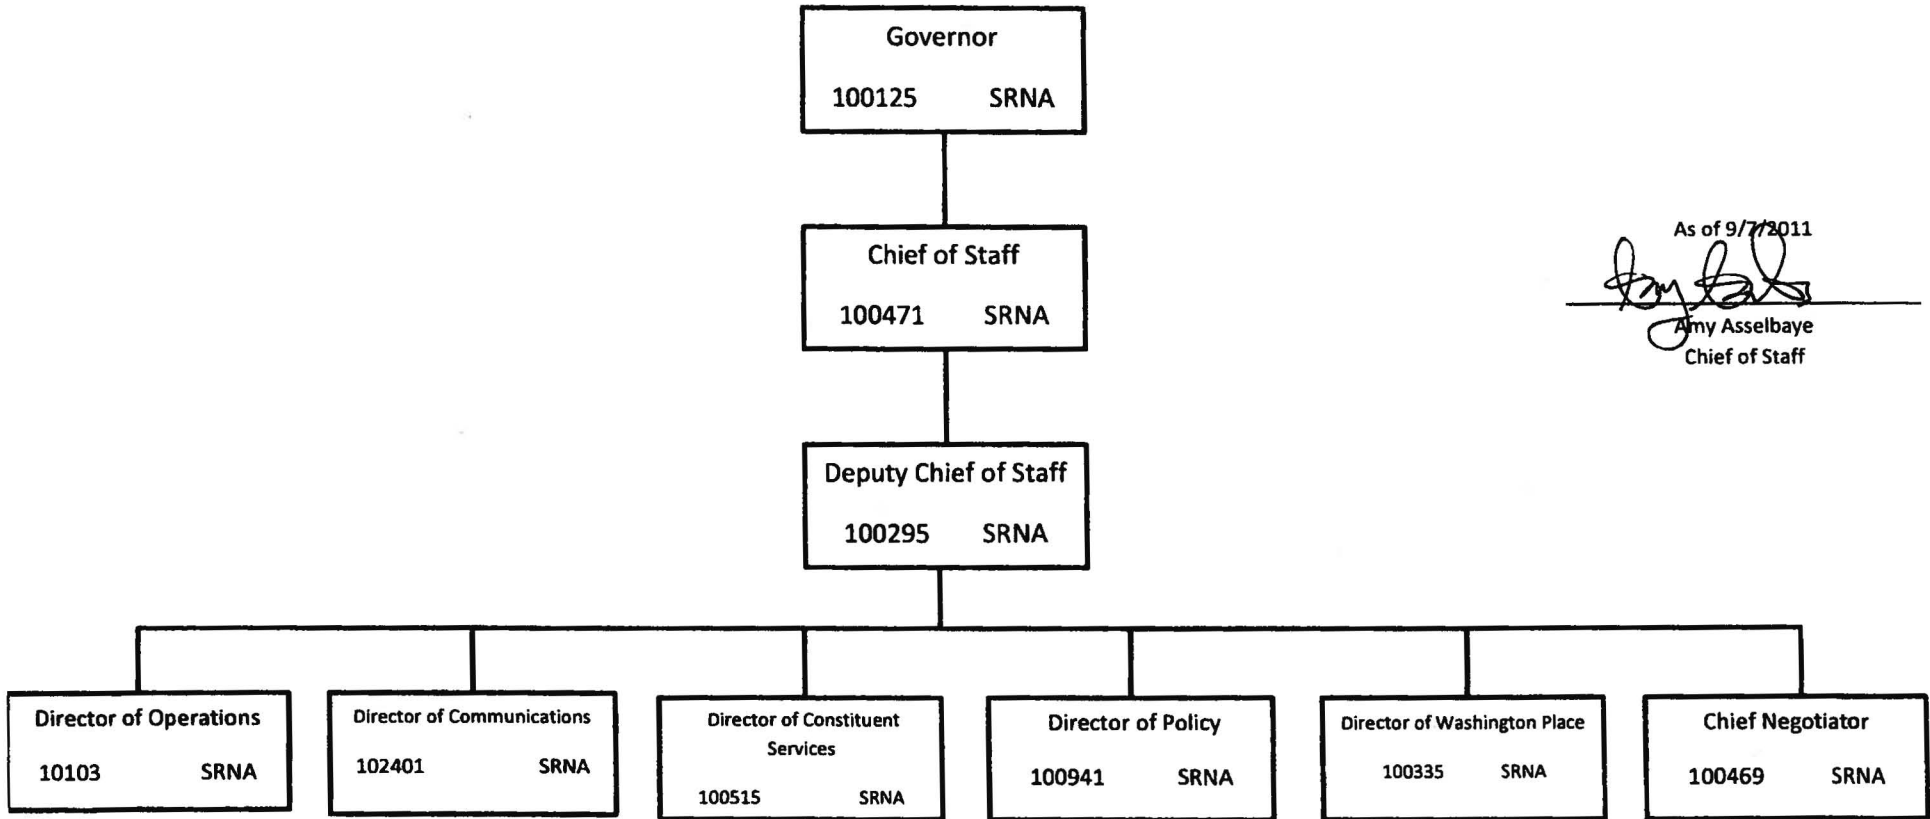 Governor
100125 SRNA
As of 9/7/2011
Chief of Staff
100471 SRNA
Amy Asselbaye
Chief of Staff
Deputy Chief of Staff
100295 SRNA
Director of Operations
10103 SRNA
Director of Communications
102401 SRNA
Director of Constituent
Services
100515 SRNA
Director of Policy
100941 SRNA
Director of Washington Place
100335 SRNA
Chief Negotiator
100469 SRNA